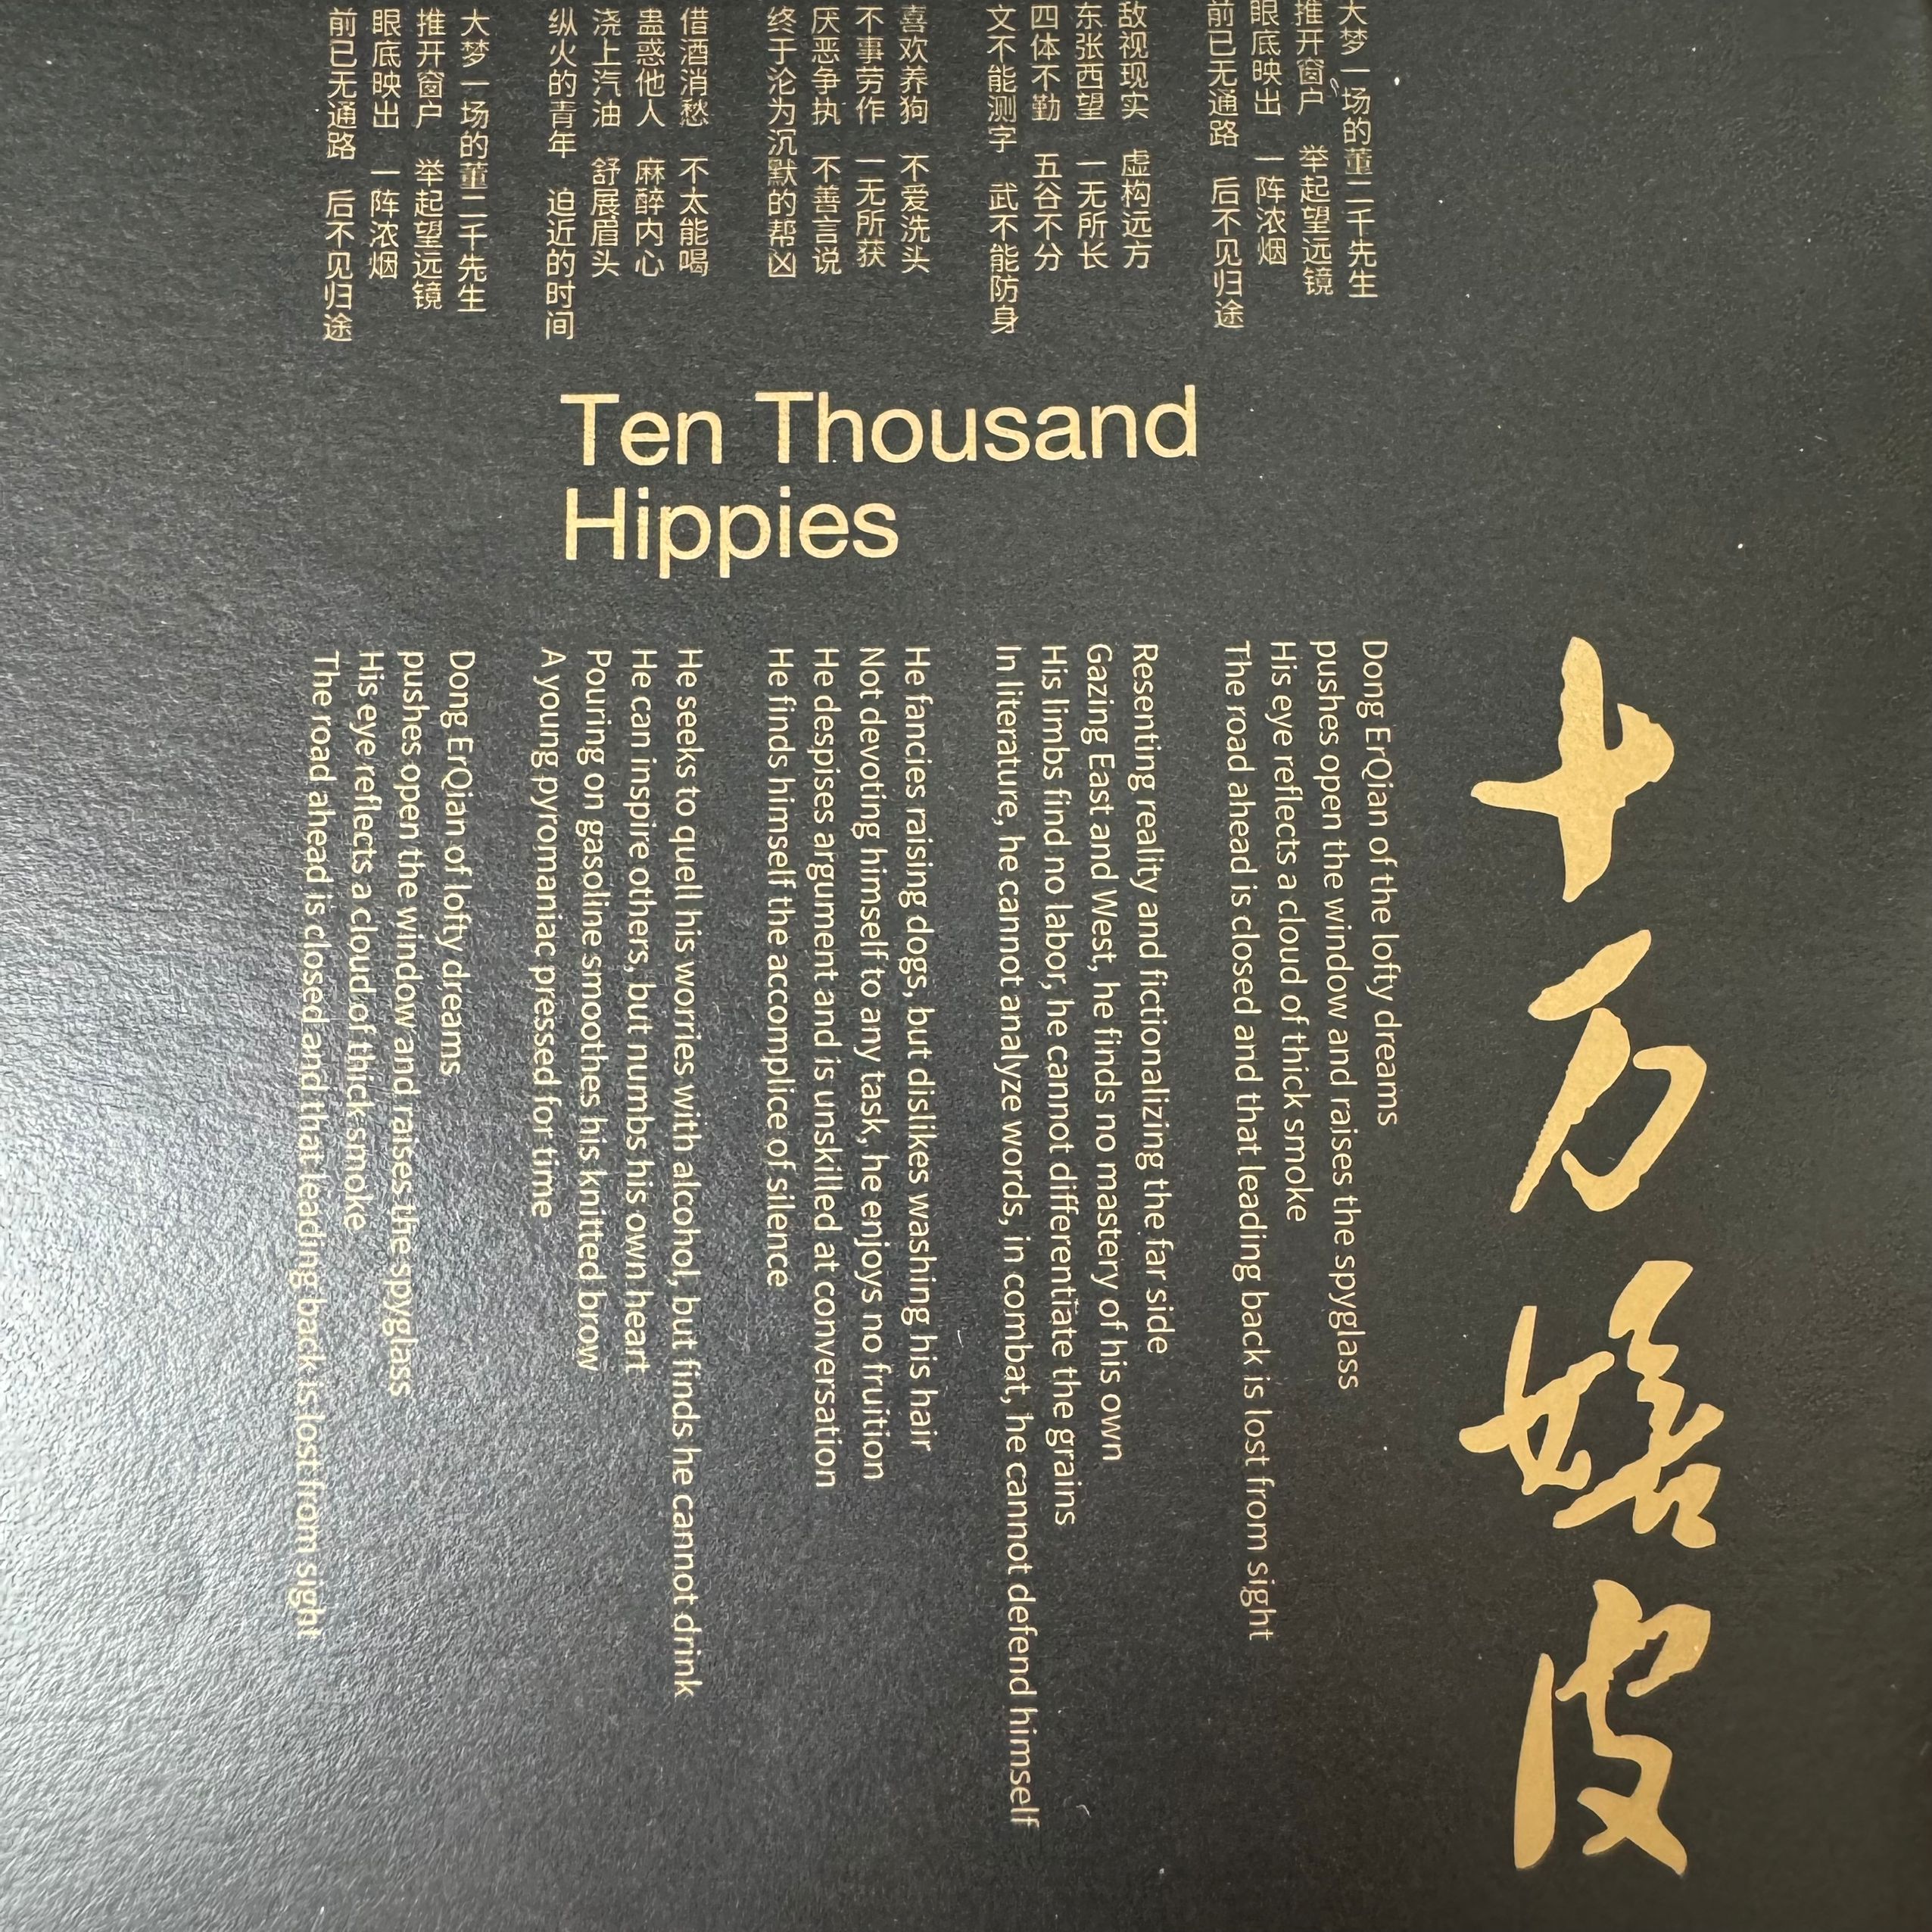 十万嬉皮
大梦一场的董二千先生
推开窗户 举起望远镜
眼底映出 一阵浓烟
前已无通路 后不见归途
敌视现实 虚构远方
东张西望 一无所长
四体不勤 五谷不分
文不能测字 武不能防身
喜欢养狗 不爱洗头
不事劳作 一无所获
厌恶争执 不善言说
终于沦为沉默的帮凶
借酒消愁 不太能喝
蛊惑他人 麻醉内心
浇上汽油 舒展眉头
纵火的青年 迫近的时间
大梦一场的董二千先生
推开窗户 举起望远镜
眼底映出 一阵浓烟
前已无通路 后不见归途
Ten Thousand
Hippies
Dong ErQian of the lofty dreams
pushes open the window and raises the spyglass
His eye reflects a cloud of thick smoke
The road ahead is closed and that leading back is lost from sight
Resenting reality and fictionalizing the far side
Gazing East and West, he finds no mastery of his own
His limbs find no labor, he cannot differentiate the grains
In literature, he cannot analyze words, in combat, he cannot defend himself
He fancies raising dogs, but dislikes washing his hair
Not devoting himself to any task, he enjoys no fruition
He despises argument and is unskilled at conversation
He finds himself the accomplice of silence
He seeks to quell his worries with alcohol, but finds he cannot drink
He can inspire others, but numbs his own heart
Pouring on gasoline smoothes his knitted brow
A young pyromaniac pressed for time
Dong ErQian of lofty dreams
pushes open the window and raises the spyglass
His eye reflects a cloud of thick smoke
The road ahead is closed and that leading back is lost from sight